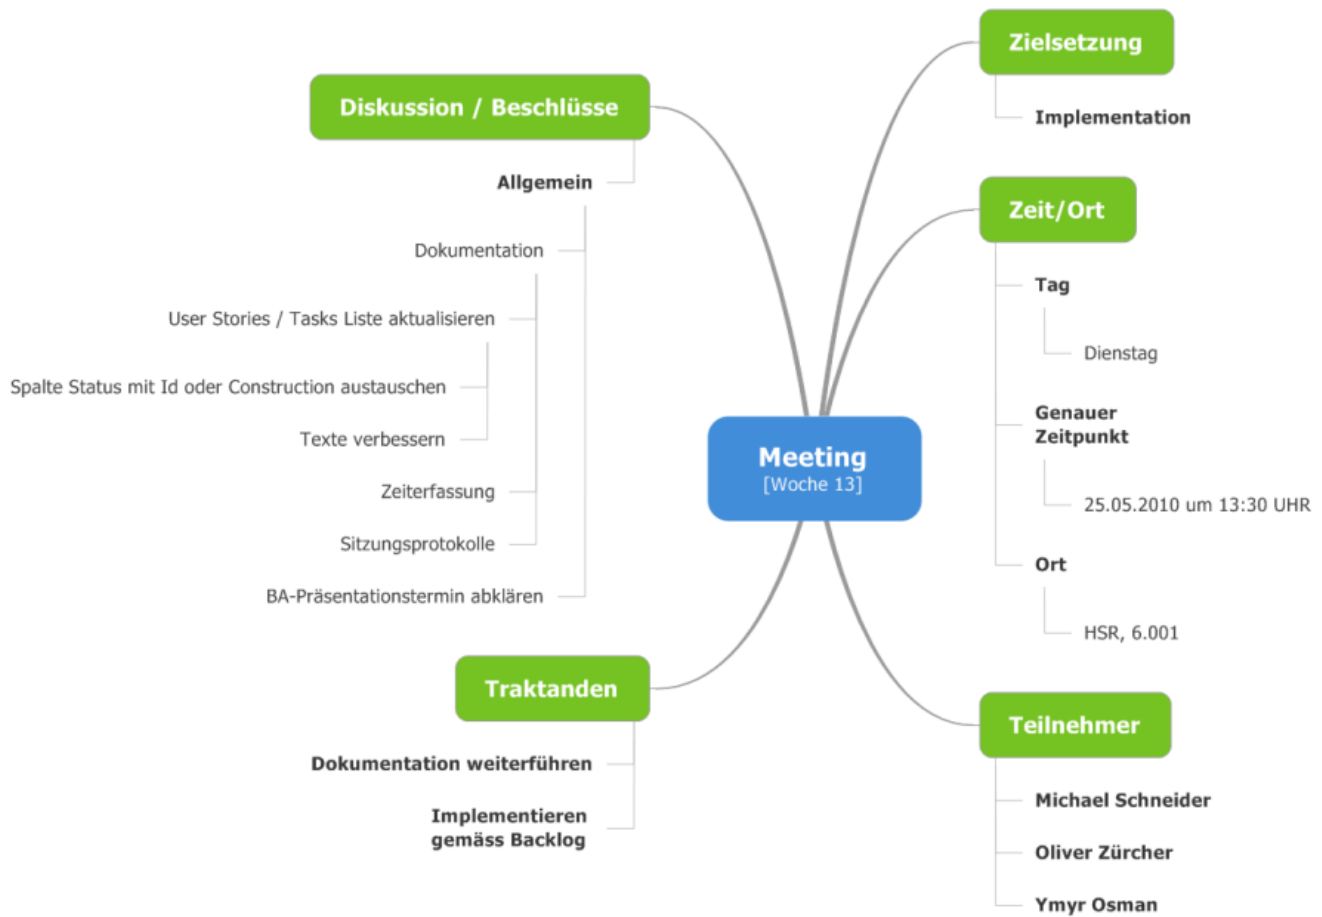 Meeting
[Woche 13]
Zielsetzung
Implementation
Zeit/Ort
Tag
Dienstag
Genauer
Zeitpunkt
25.05.2010 um 13:30 UHR
Ort
HSR, 6.001
Teilnehmer
Michael Schneider
Oliver Zürcher
Ymyr Osman
Diskussion / Beschlüsse
Allgemein
Dokumentation
User Stories / Tasks Liste aktualisieren
Spalte Status mit Id oder Construction austauschen
Texte verbessern
Zeiterfassung
Sitzungsprotokolle
BA-Präsentationstermin abklären
Traktanden
Dokumentation weiterführen
Implementieren
gemäss Backlog